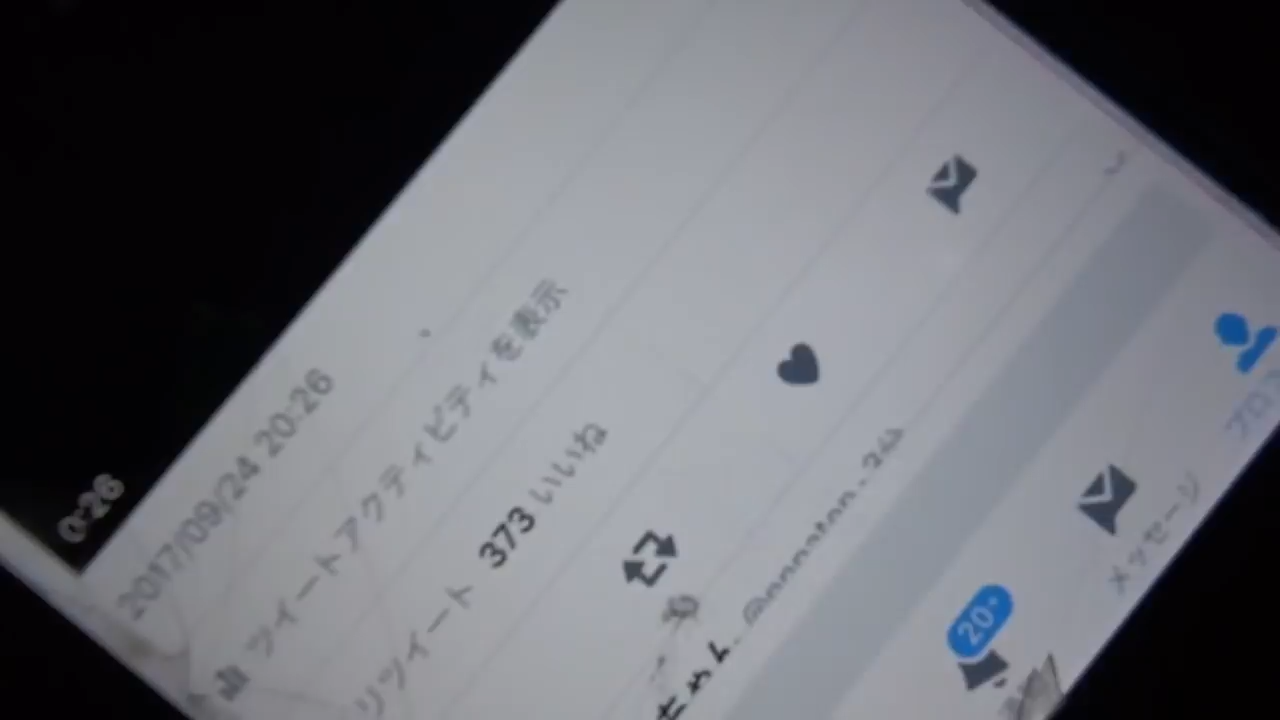 0:26
2017/09/24 20:26
ツイートアクティビティを表示
リツイート 373 いいね
20+
メッセージ